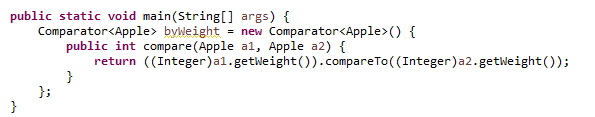 public static void main(String[] args) {
    Comparator<Apple> byWeight = new Comparator<Apple>() {
        public int compare(Apple a1, Apple a2) {
            return ((Integer)a1.getWeight()).compareTo((Integer)a2.getWeight());
        }
    };
}